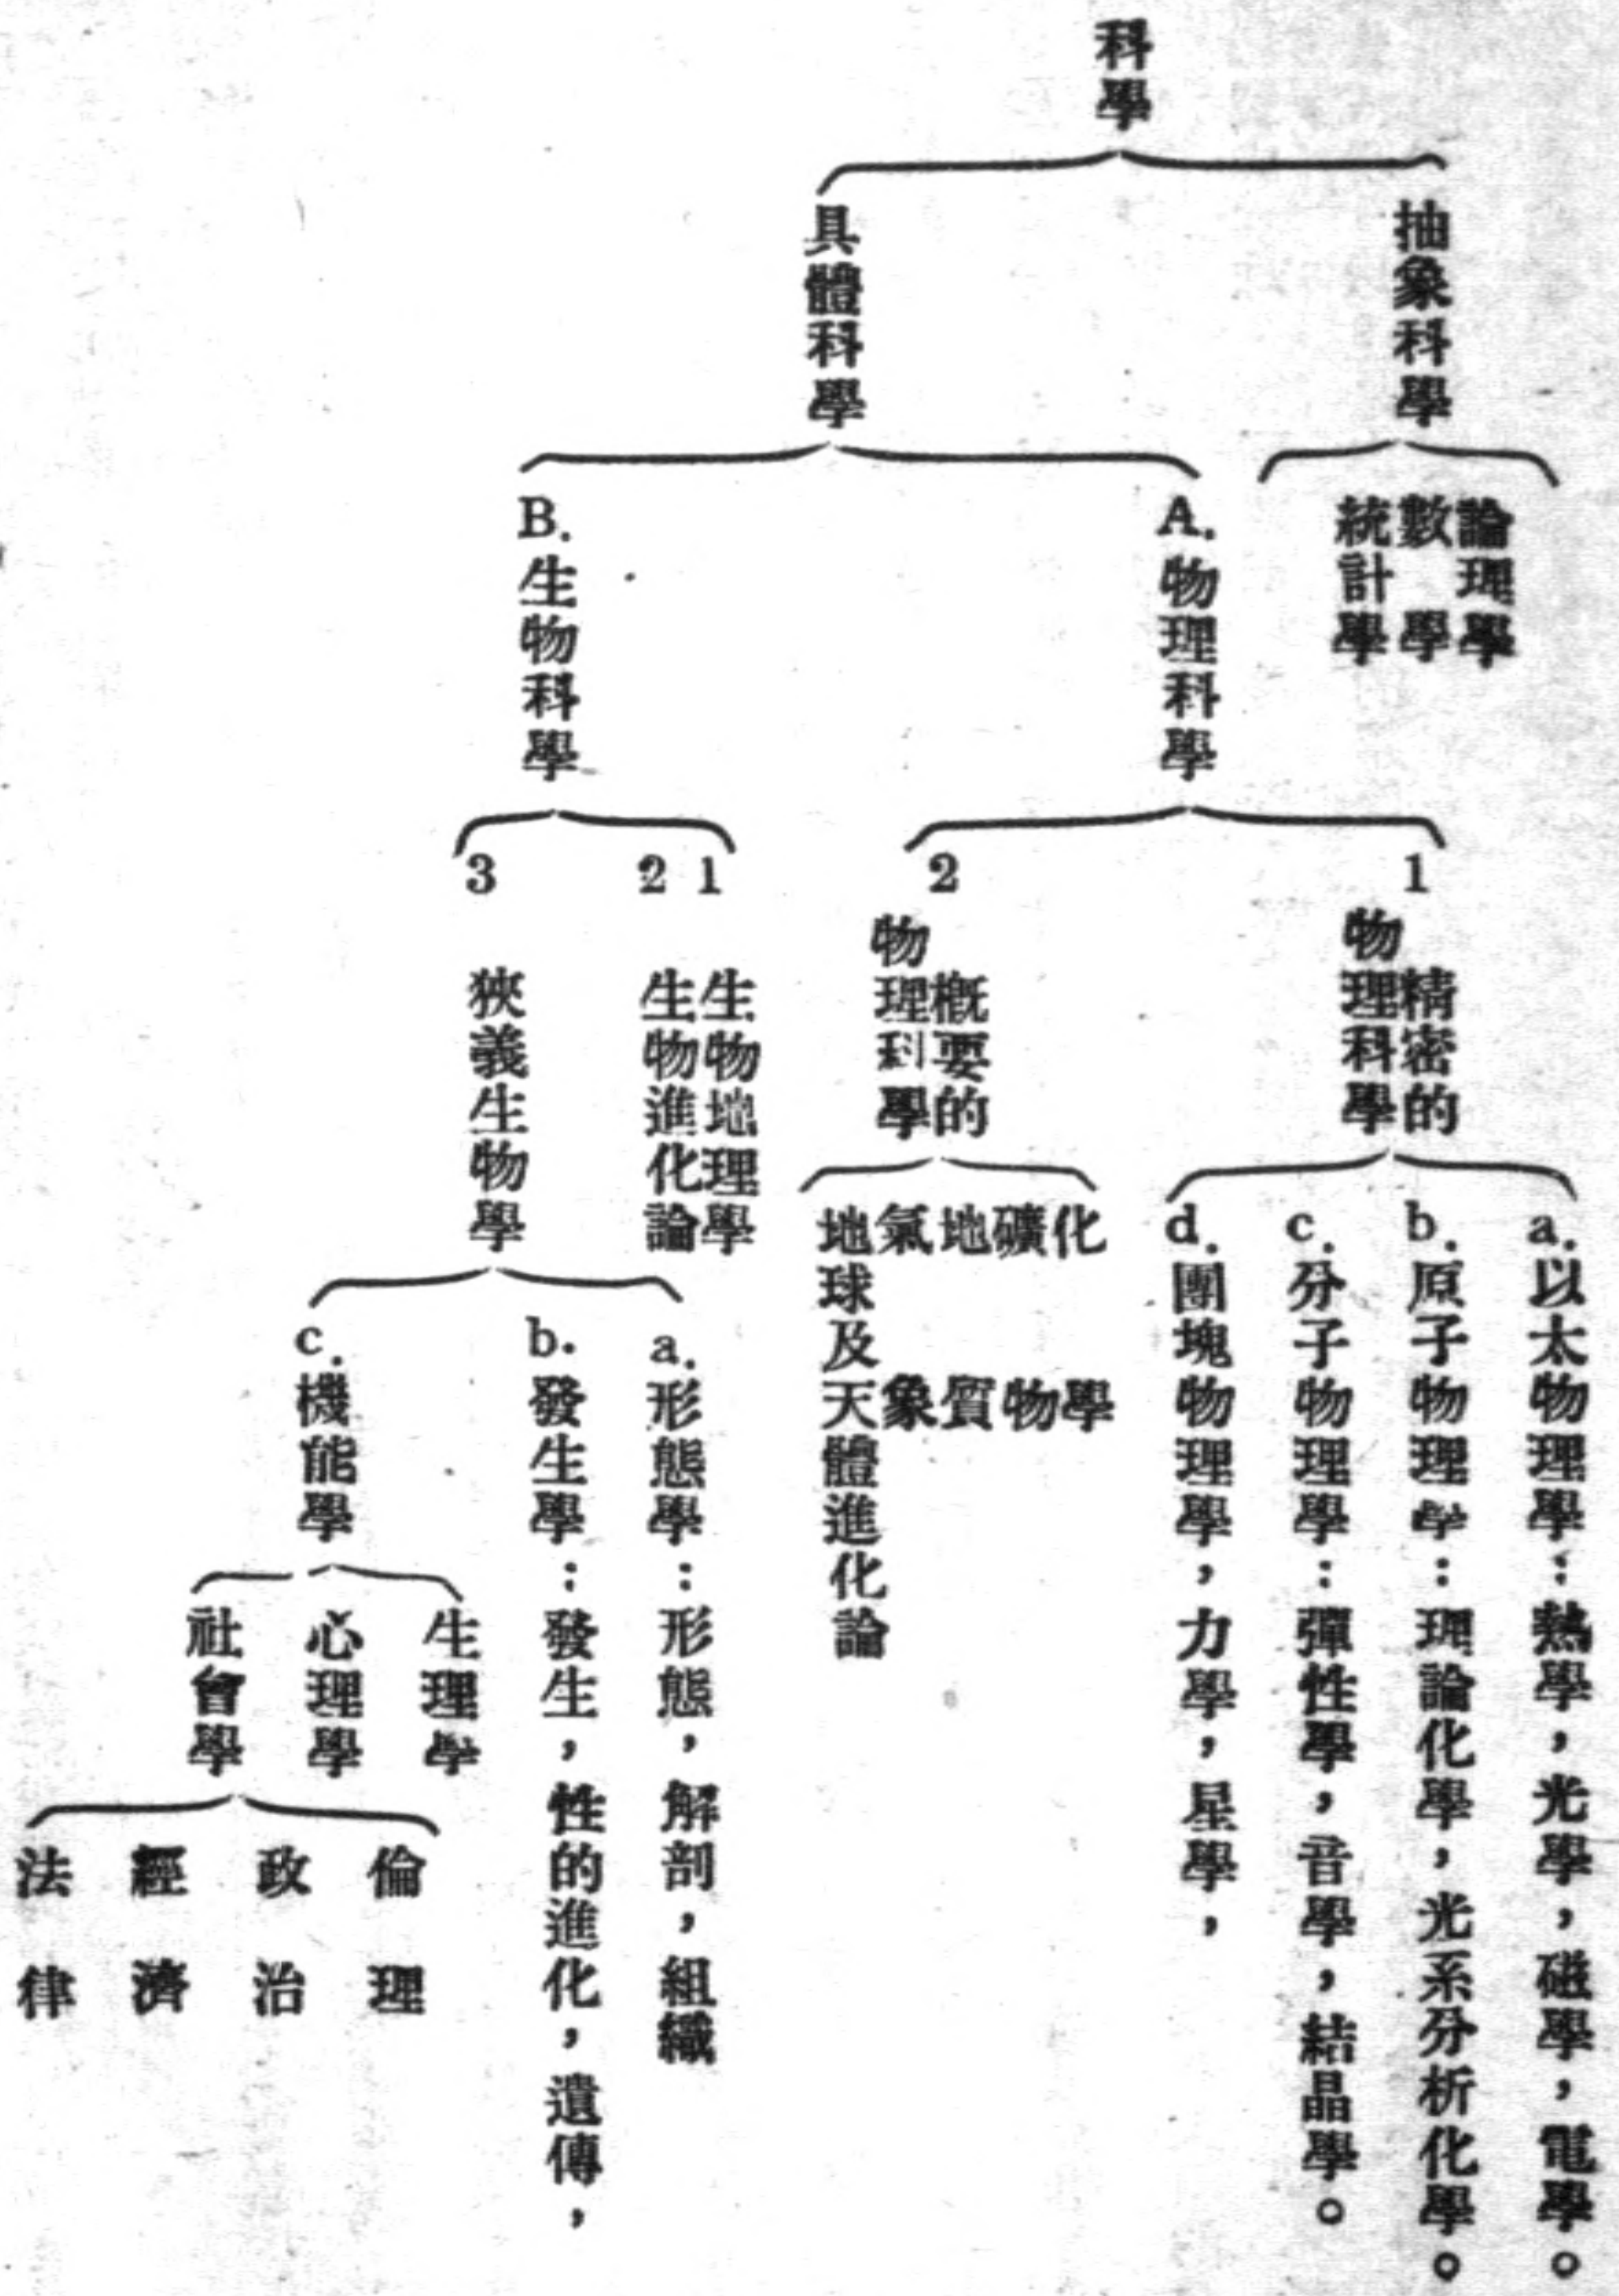 科學
抽象科學
論理學
數學
統計學
具體科學
A.物理科學
1
精密的
物理科學
a.以太物理學：熱學，光學，磁學，電學。
b.原子物理學：理論化學，光系分析化學。
c.分子物理學：彈性學，音學，結晶學。
d.團塊物理學，力學，星學，
2
概要的
物理科學
化學
礦物
地質
氣象
地球及天體進化論
B.生物科學
1
生物地理學
2
生物進化論
3
狹義生物學
a.形態學：形態，解剖，組織
b.發生學：發生，性的進化，遺傳，
c.機能學
生理學
心理學
社會學
倫理
政治
經濟
法律